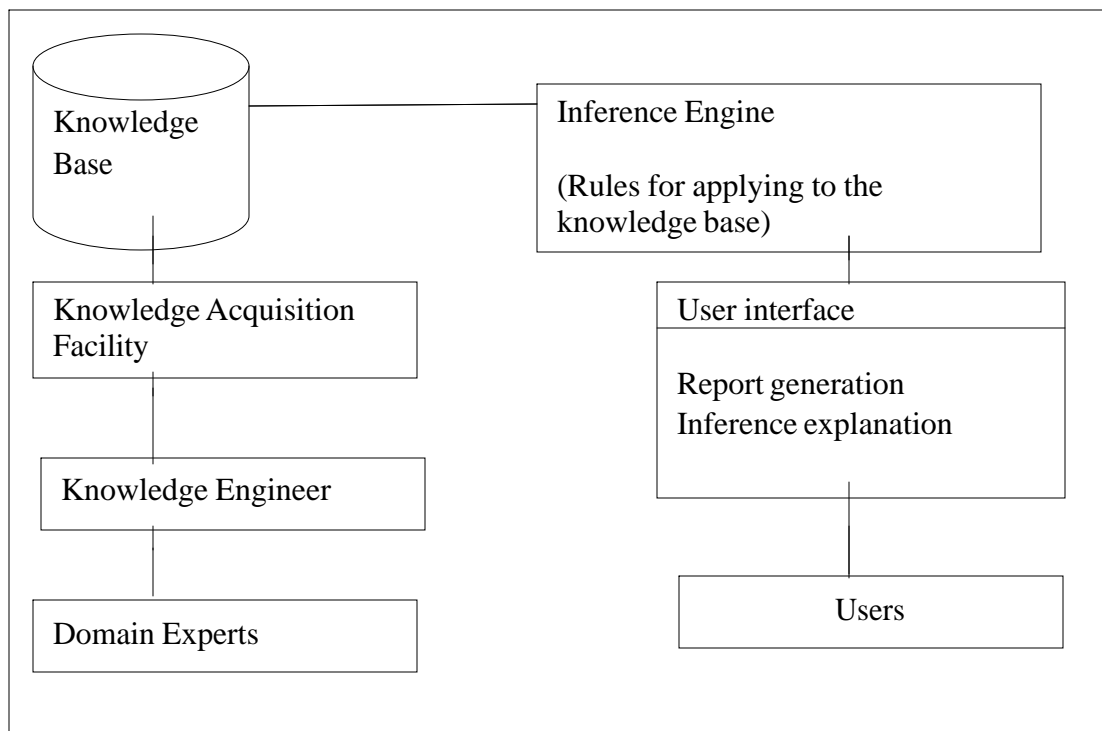 Knowledge
Base
Inference Engine
(Rules for applying to the
knowledge base)
Knowledge Acquisition
Facility
User interface
Report generation
Inference explanation
Knowledge Engineer
Domain Experts
Users